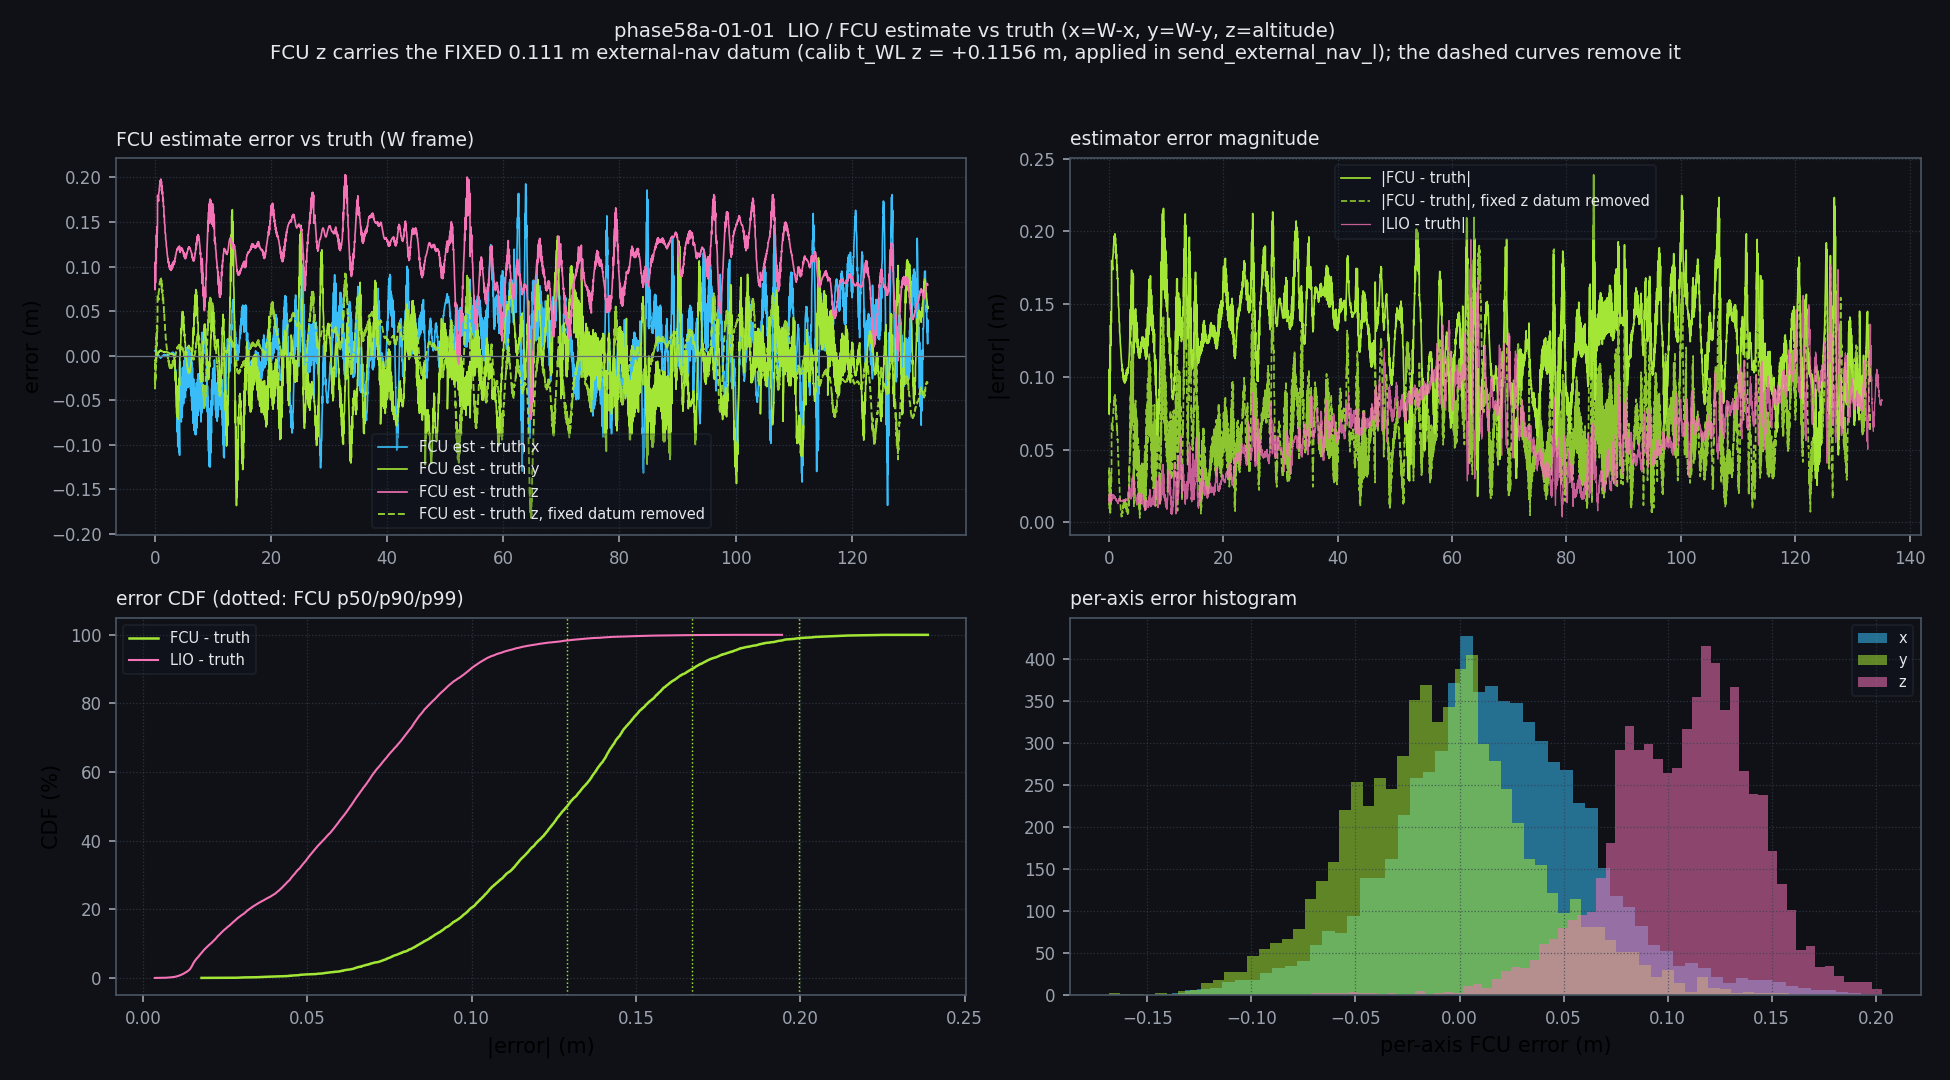 phase58a-01-01  LIO / FCU estimate vs truth (x=W-x, y=W-y, z=altitude)
FCU z carries the FIXED 0.111 m external-nav datum (calib t_WL z = +0.1156 m, applied in send_external_nav_l); the dashed curves remove it
FCU estimate error vs truth (W frame)
error (m)
0.20
0.15
0.10
0.05
0.00
−0.05
−0.10
−0.15
−0.20
FCU est - truth x
FCU est - truth y
FCU est - truth z
FCU est - truth z, fixed datum removed
0 20 40 60 80 100 120
estimator error magnitude
|error| (m)
0.25
0.20
0.15
0.10
0.05
0.00
|FCU - truth|
|FCU - truth|, fixed z datum removed
|LIO - truth|
0 20 40 60 80 100 120 140
error CDF (dotted: FCU p50/p90/p99)
CDF (%)
100
80
60
40
20
0
FCU - truth
LIO - truth
0.00 0.05 0.10 0.15 0.20 0.25
|error| (m)
per-axis error histogram
400
350
300
250
200
150
100
50
0
x
y
z
−0.15 −0.10 −0.05 0.00 0.05 0.10 0.15 0.20
per-axis FCU error (m)